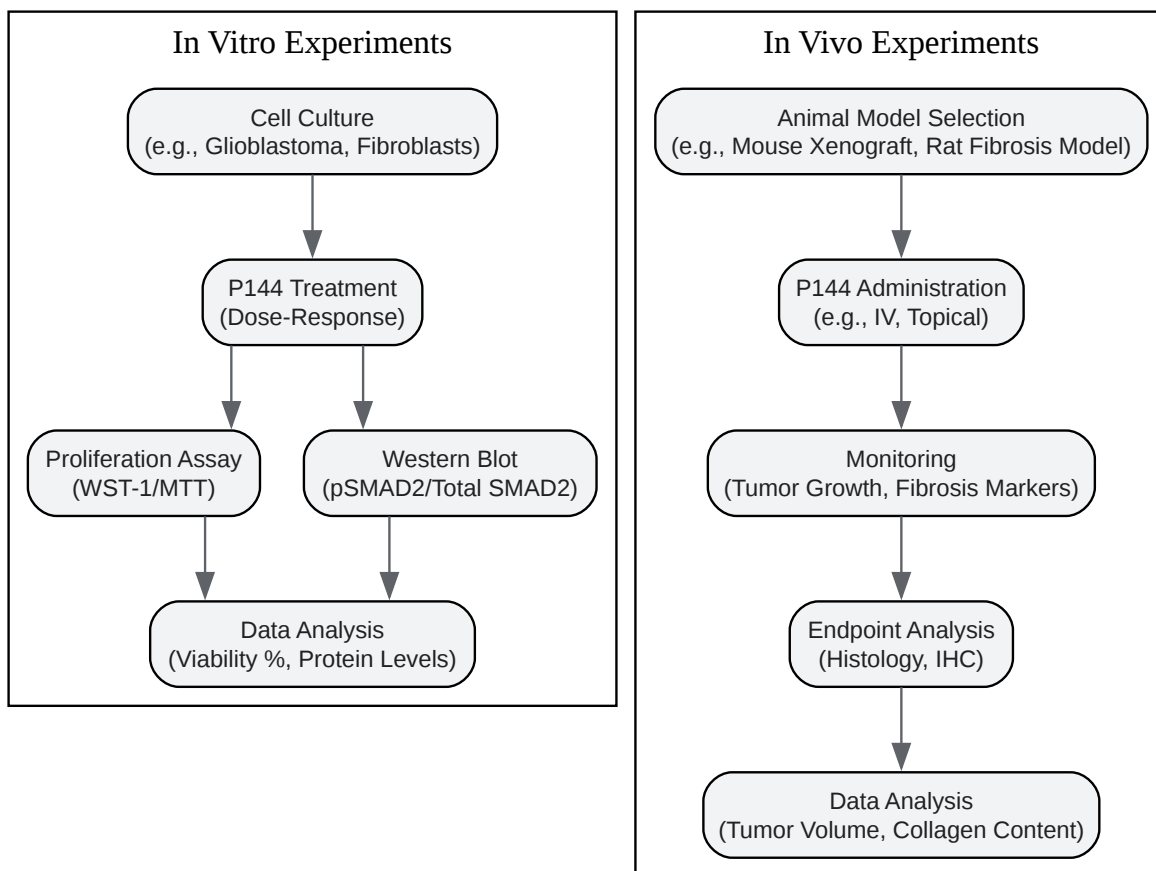 In Vitro Experiments
Cell Culture
(e.g., Glioblastoma, Fibroblasts)
P144 Treatment
(Dose-Response)
Proliferation Assay
(WST-1/MTT)
Western Blot
(pSMAD2/Total SMAD2)
Data Analysis
(Viability %, Protein Levels)
In Vivo Experiments
Animal Model Selection
(e.g., Mouse Xenograft, Rat Fibrosis Model)
P144 Administration
(e.g., IV, Topical)
Monitoring
(Tumor Growth, Fibrosis Markers)
Endpoint Analysis
(Histology, IHC)
Data Analysis
(Tumor Volume, Collagen Content)